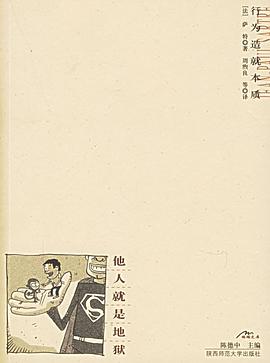 行为造就本质
[法]萨特●著
周煦良 等●译
他人就是地狱
陈德中 主编
陕西师范大学出版社